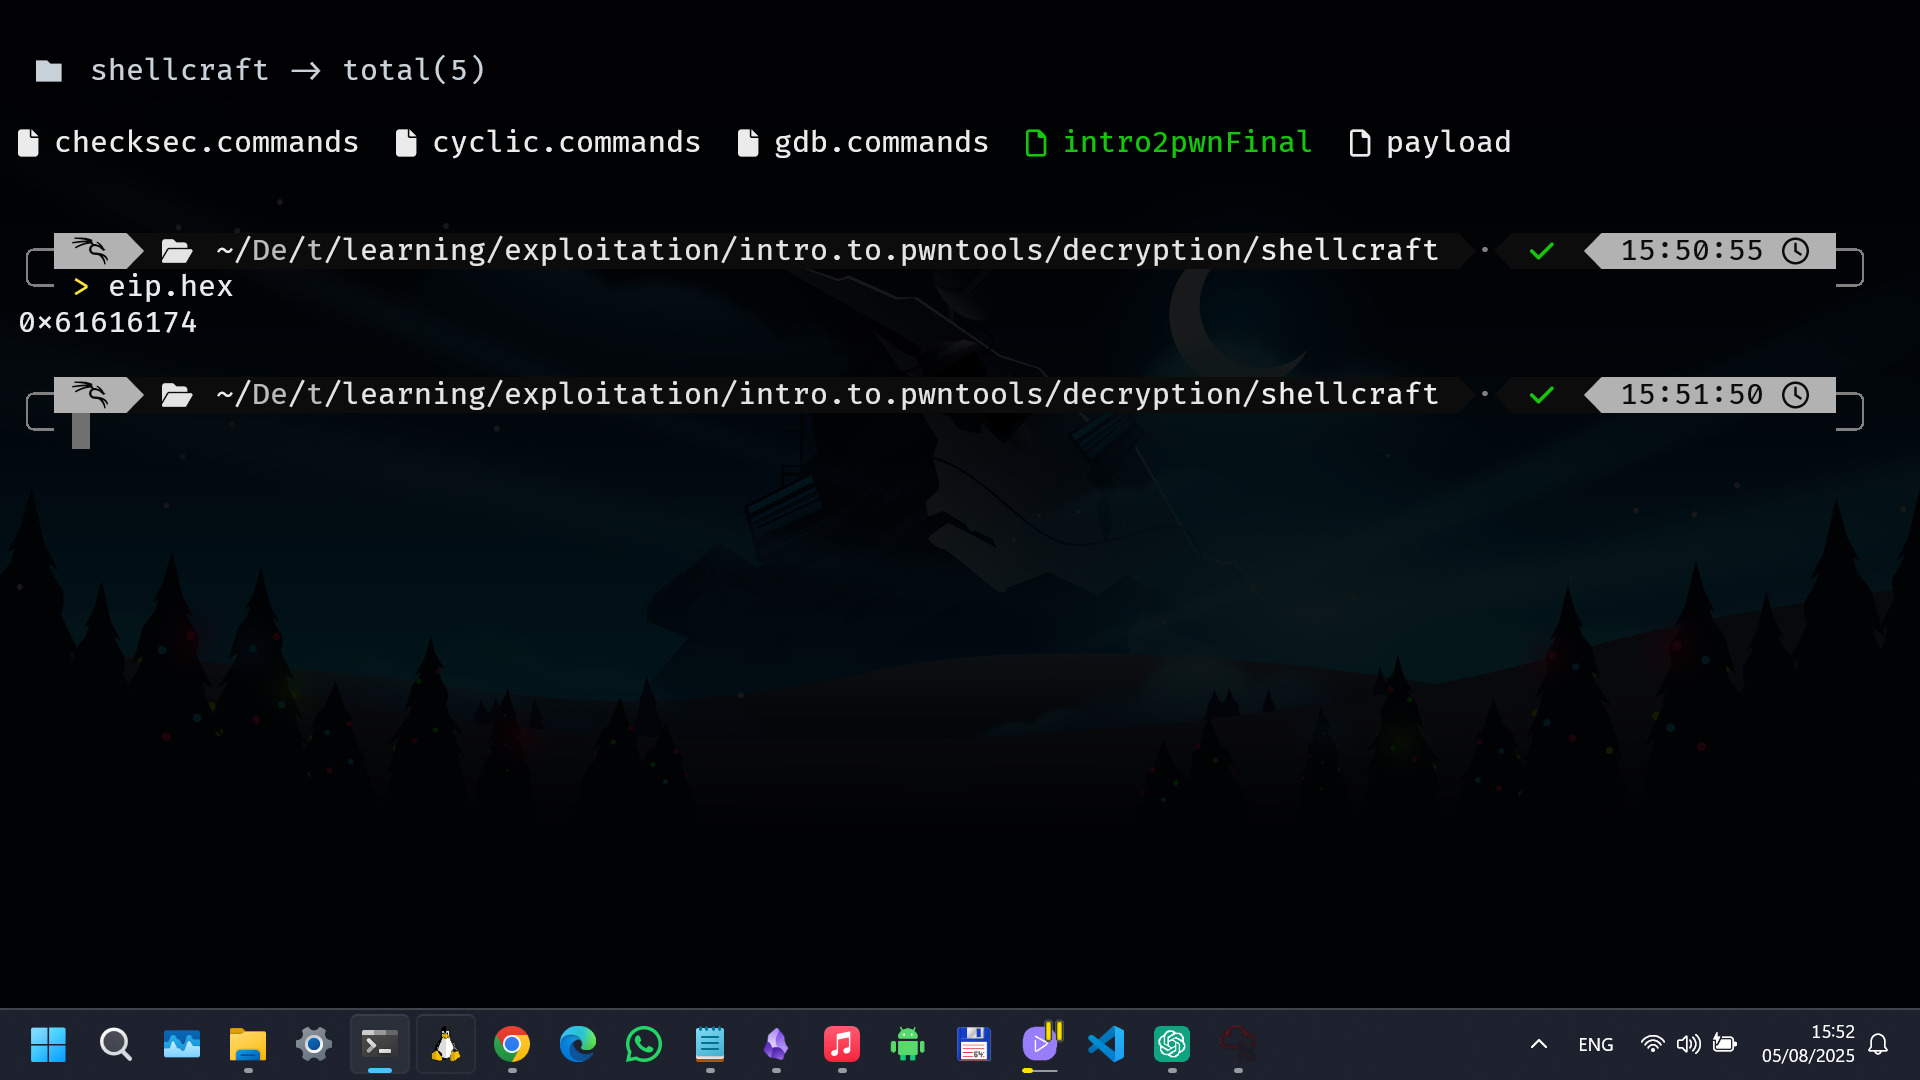 shellcraft → total(5)
checksec.commands cyclic.commands gdb.commands intro2pwnFinal payload
~/De/t/learning/exploitation/intro.to.pwntools/decryption/shellcraft · ✓ 15:50:55
> eip.hex
0×61616174
~/De/t/learning/exploitation/intro.to.pwntools/decryption/shellcraft · ✓ 15:51:50
ENG
15:52
05/08/2025